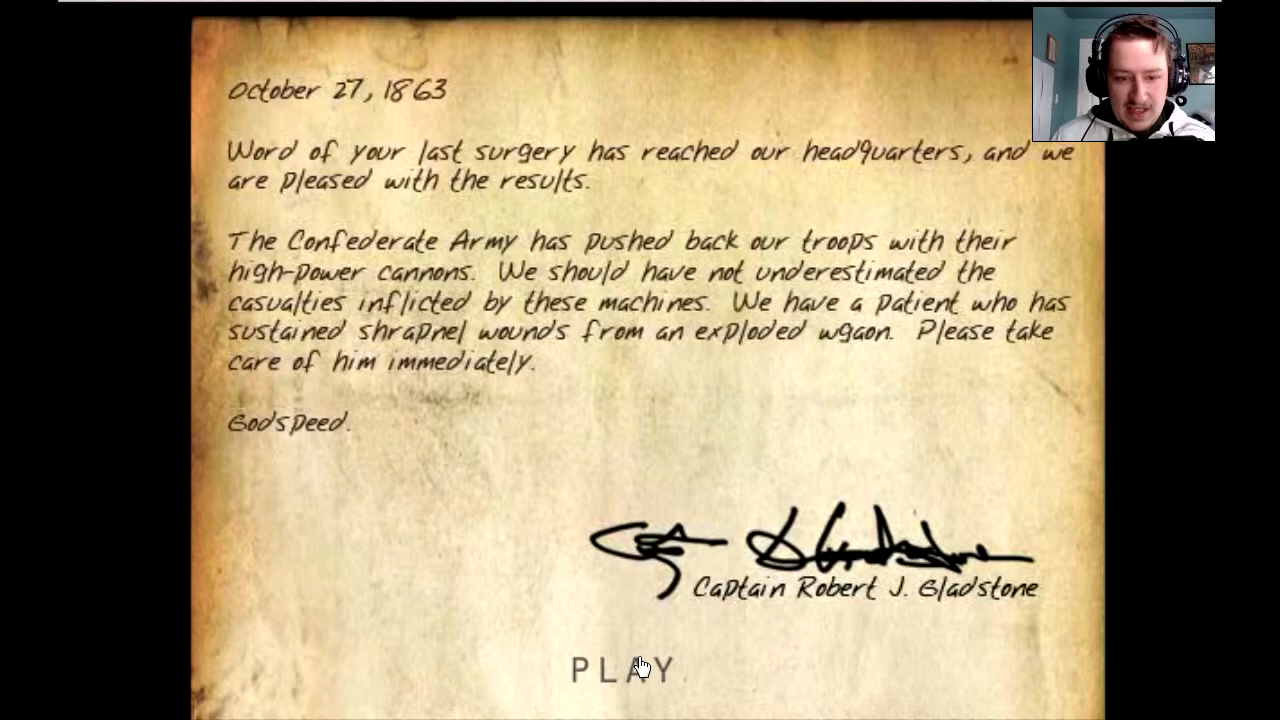 October 27, 1863
Word of your last surgery has reached our headquarters, and we
are pleased with the results.
The Confederate Army has pushed back our troops with their
high-power cannons. We should have not underestimated the
casualties inflicted by these machines. We have a patient who has
sustained shrapnel wounds from an exploded wgaon. Please take
care of him immediately.
Godspeed.
Captain Robert J. Gladstone
PLAY